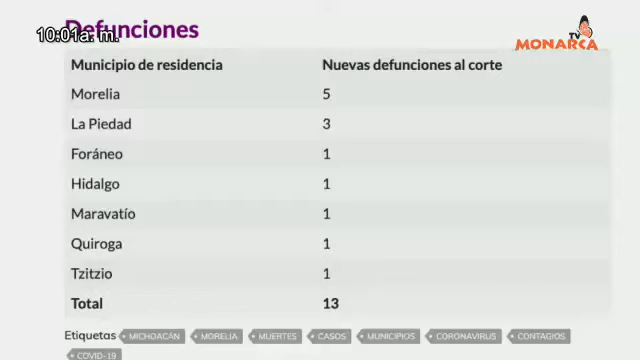 Defunciones
10:01a. m.
TV
MONARCA
Municipio de residencia Nuevas defunciones al corte
Morelia 5
La Piedad 3
Foráneo 1
Hidalgo 1
Maravatío 1
Quiroga 1
Tzitzio 1
Total 13
Etiquetas MICHOACÁN MORELIA MUERTES CASOS MUNICIPIOS CORONAVIRUS CONTAGIOS
COVID-19